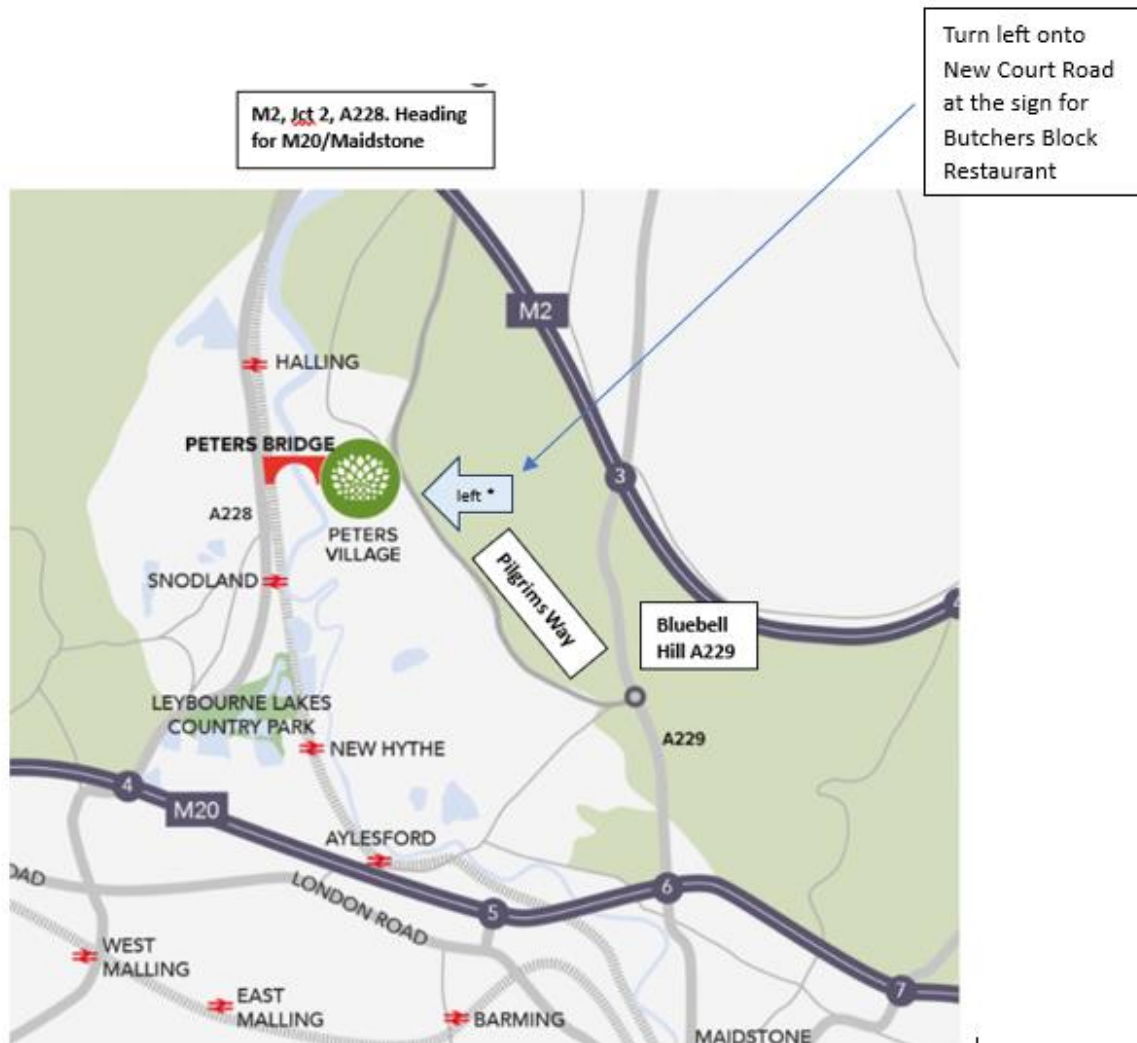 Turn left onto
New Court Road
at the sign for
Butchers Block
Restaurant
M2, Jct 2, A228. Heading
for M20/Maidstone
M2
HALLING
PETERS BRIDGE
left *
3
A228
PETERS
VILLAGE
SNODLAND
Pilgrims Way
Bluebell
Hill A229
4
LEYBOURNE LAKES
COUNTRY PARK
NEW HYTHE
A229
4
M20
AYLESFORD
OAD
LONDON ROAD
5
6
WEST
MALLING
EAST
MALLING
BARMING
7
MAIDSTONE